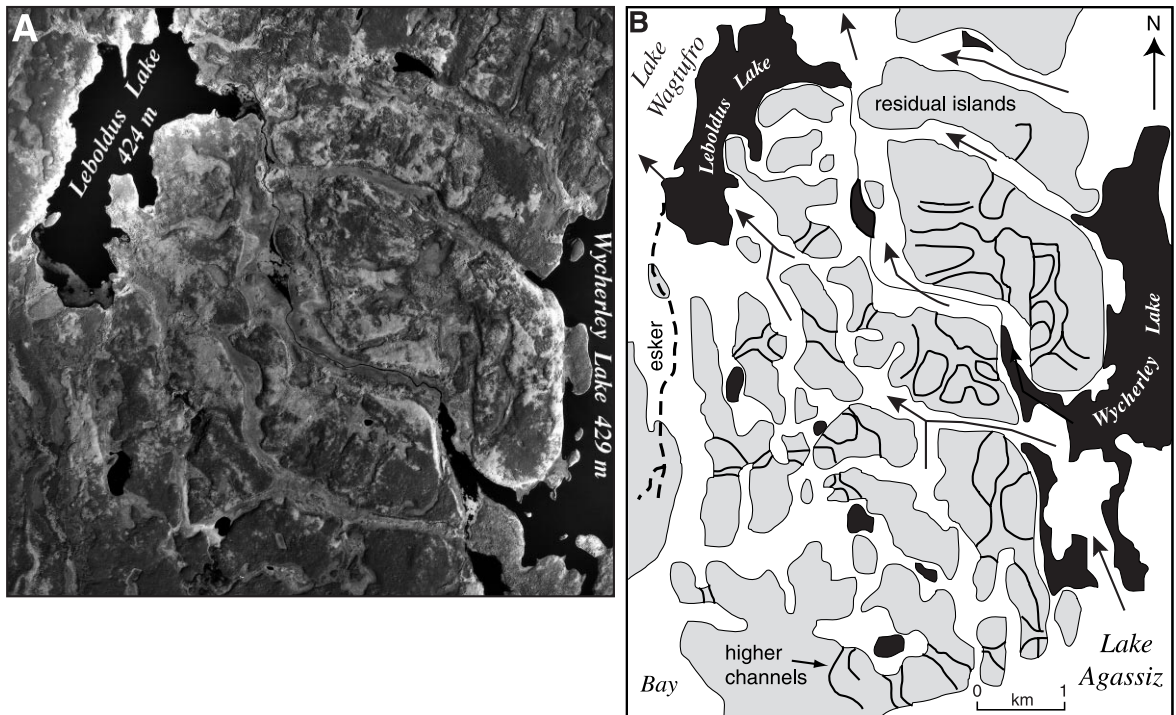 A
Leboldus Lake
424 m
Wycherley Lake 429 m
B
Lake
Wagtufro
Leboldus Lake
N
residual islands
esker
Wycherley Lake
higher
channels
Bay
Lake
Agassiz
0 1
km